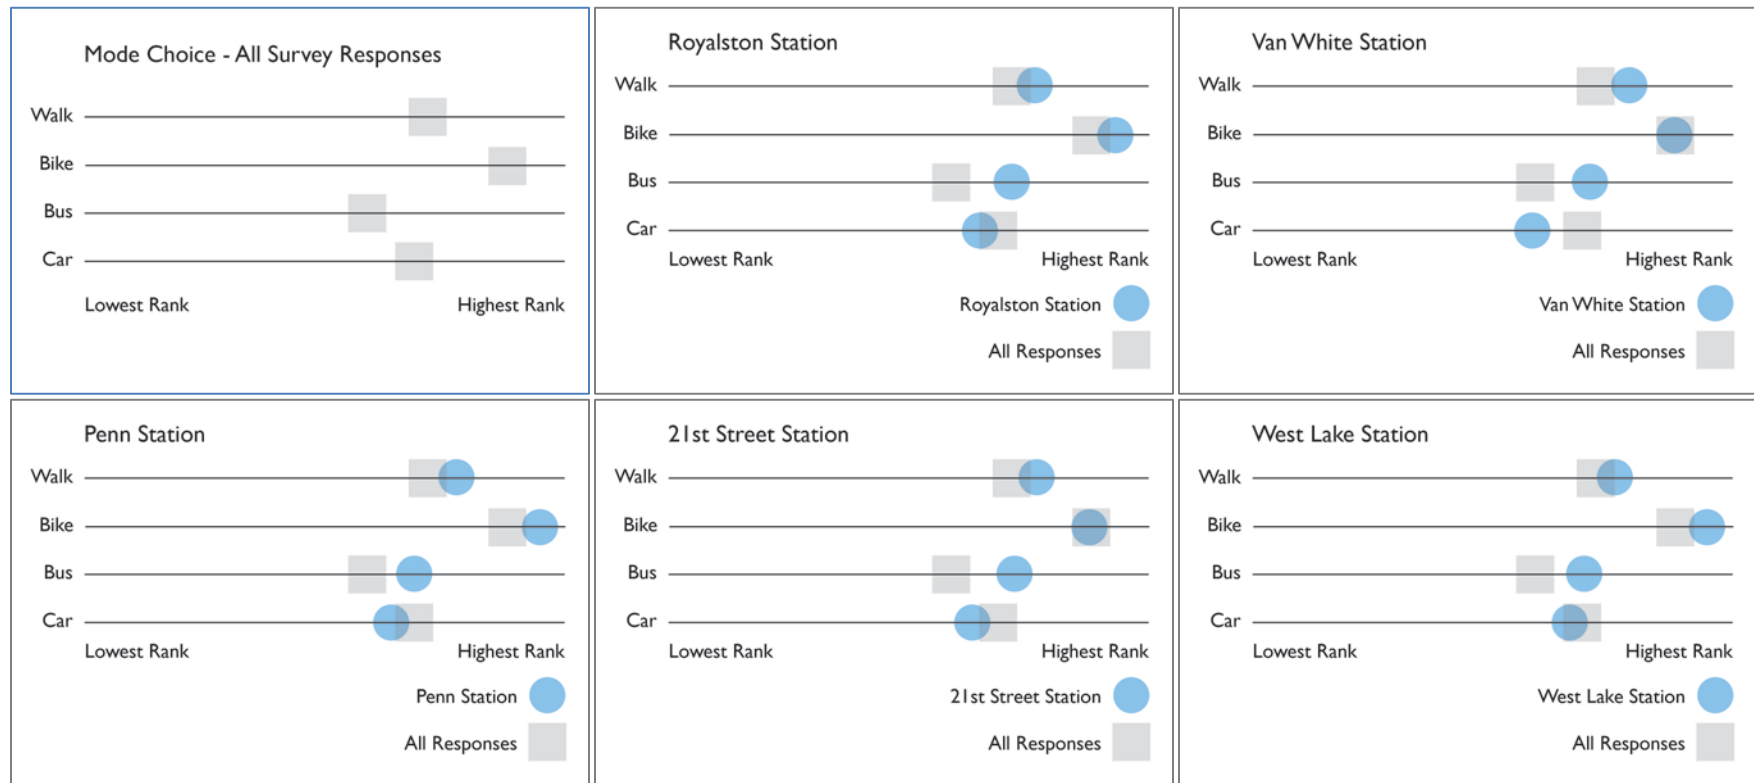 Mode Choice - All Survey Responses
Walk
Bike
Bus
Car
Lowest Rank Highest Rank
Royalston Station
Walk
Bike
Bus
Car
Lowest Rank Highest Rank
Royalston Station
All Responses
Van White Station
Walk
Bike
Bus
Car
Lowest Rank Highest Rank
Van White Station
All Responses
Penn Station
Walk
Bike
Bus
Car
Lowest Rank Highest Rank
Penn Station
All Responses
21st Street Station
Walk
Bike
Bus
Car
Lowest Rank Highest Rank
21st Street Station
All Responses
West Lake Station
Walk
Bike
Bus
Car
Lowest Rank Highest Rank
West Lake Station
All Responses